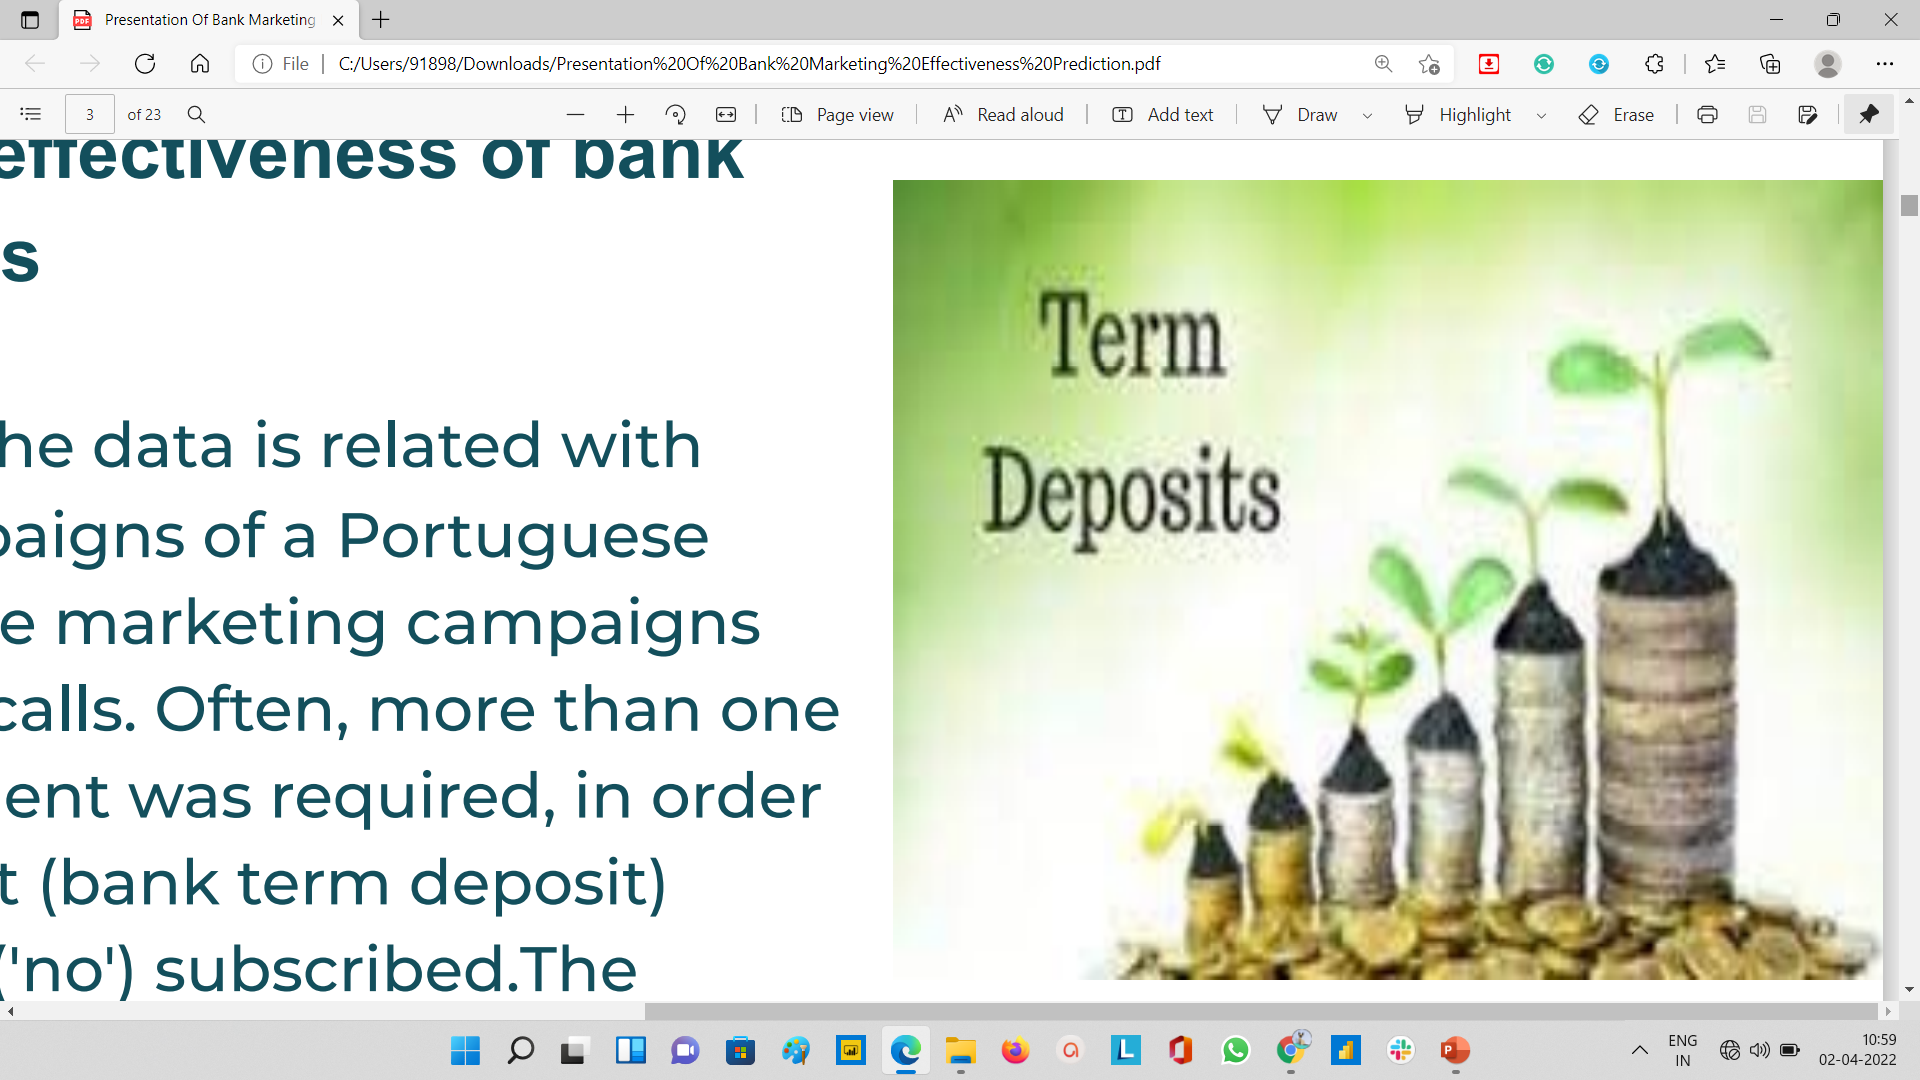 Presentation Of Bank Marketing
File
C:/Users/91898/Downloads/Presentation%20Of%20Bank%20Marketing%20Effectiveness%20Prediction.pdf
3 of 23
Page view
Read aloud
Add text
Draw
Highlight
Erase
effectiveness of bank
s
he data is related with
paigns of a Portuguese
e marketing campaigns
calls. Often, more than one
ent was required, in order
t (bank term deposit)
('no') subscribed.The
Term
Deposits
ENG
IN
10:59
02-04-2022